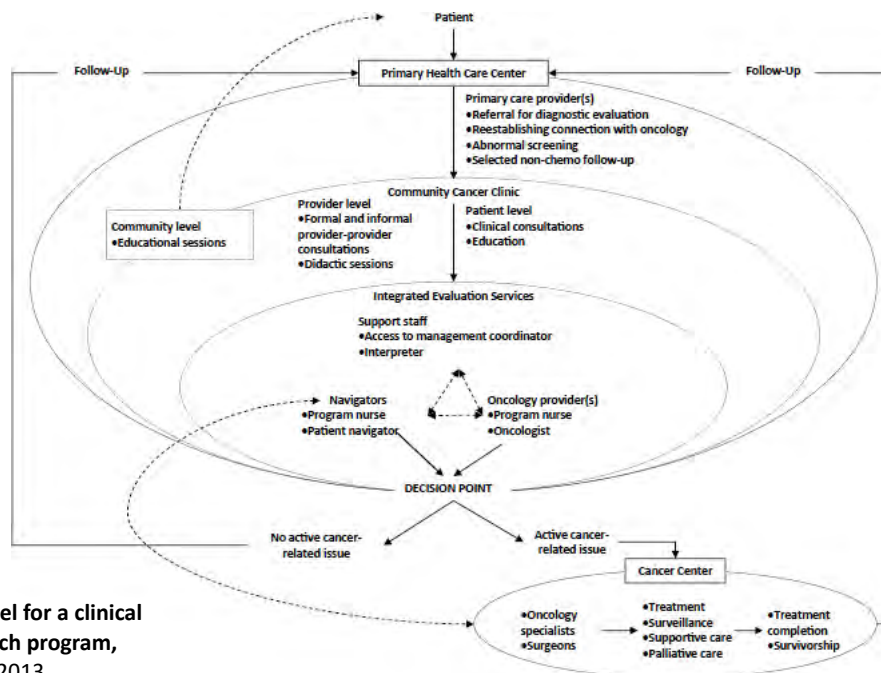 Patient
Follow-Up
Primary Health Care Center
Follow-Up
Primary care provider(s)
•Referral for diagnostic evaluation
•Reestablishing connection with oncology
•Abnormal screening
•Selected non-chemo follow-up
Community Cancer Clinic
Community level
•Educational sessions
Provider level
•Formal and informal
provider-provider
consultations
•Didactic sessions
Patient level
•Clinical consultations
•Education
Integrated Evaluation Services
Support staff
•Access to management coordinator
•Interpreter
Navigators
•Program nurse
•Patient navigator
Oncology provider(s)
•Program nurse
•Oncologist
DECISION POINT
No active cancer-
related issue
Active cancer-
related issue
Cancer Center
•Oncology
specialists
•Surgeons
•Treatment
•Surveillance
•Supportive care
•Palliative care
•Treatment
completion
•Survivorship
el for a clinical
ch program,
2013